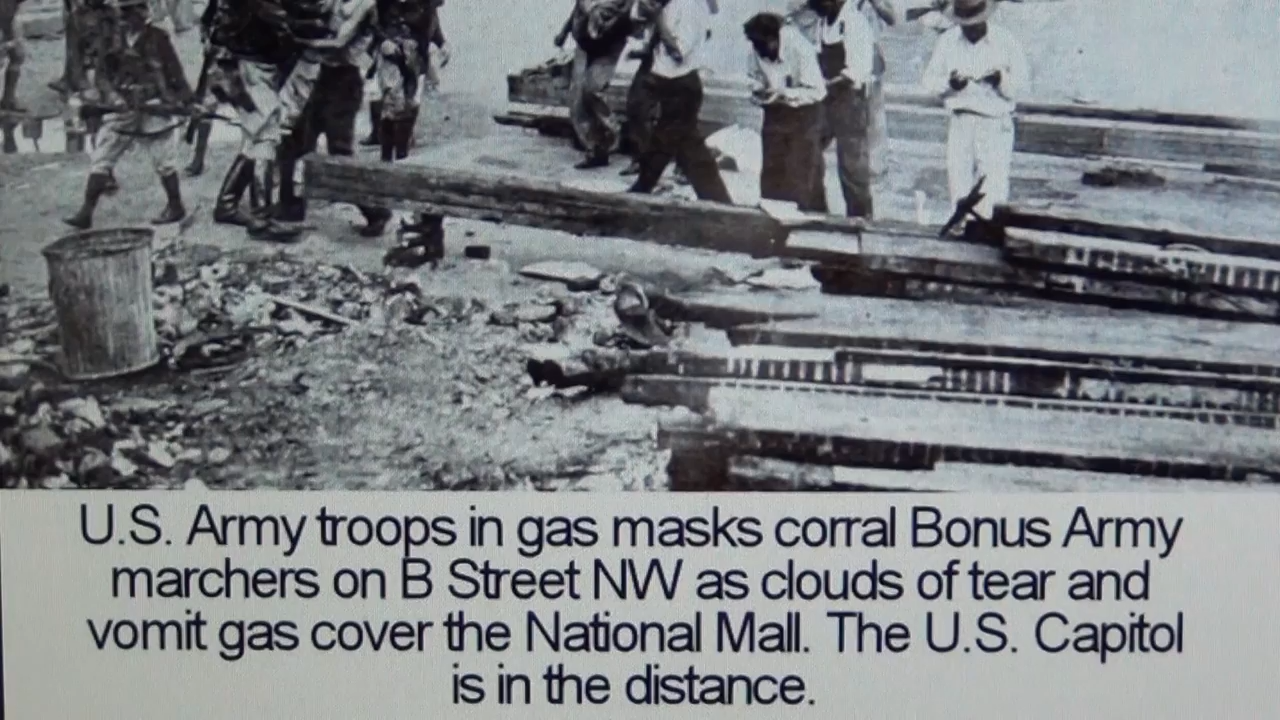 U.S. Army troops in gas masks corral Bonus Army
marchers on B Street NW as clouds of tear and
vomit gas cover the National Mall. The U.S. Capitol
is in the distance.